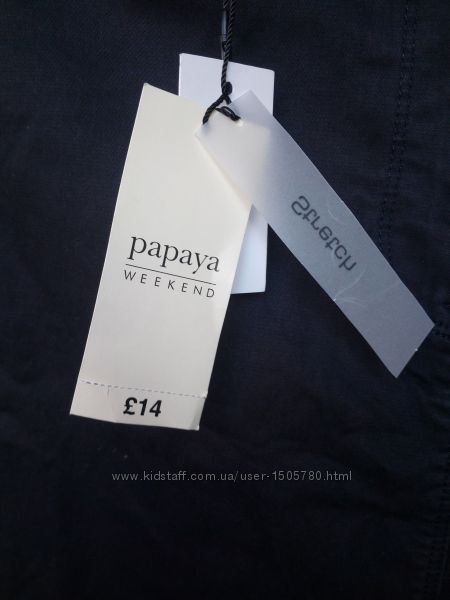 papaya
WEEKEND
£14
Stretch
www.kidstaff.com.ua/user-1505780.html